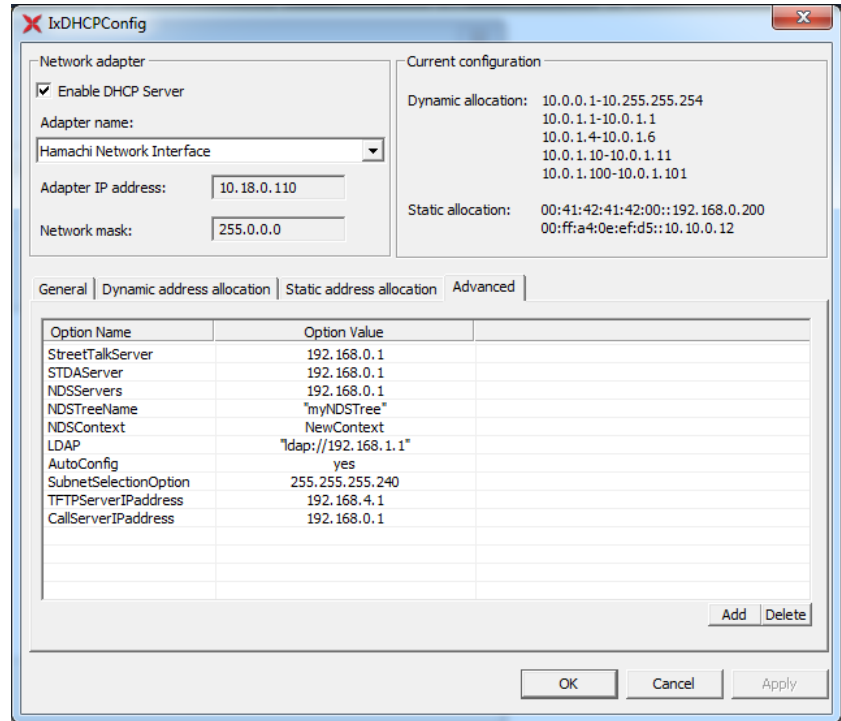 IxDHCPConfig
Network adapter
Enable DHCP Server
Adapter name:
Hamachi Network Interface
Adapter IP address: 10.18.0.110
Network mask: 255.0.0.0
Current configuration
Dynamic allocation: 10.0.0.1-10.255.255.254
10.0.1.1-10.0.1.1
10.0.1.4-10.0.1.6
10.0.1.10-10.0.1.11
10.0.1.100-10.0.1.101
Static allocation: 00:41:42:41:42:00::192.168.0.200
00:ff:a4:0e:ef:d5::10.10.0.12
General Dynamic address allocation Static address allocation Advanced
Option Name Option Value
StreetTalkServer 192.168.0.1
STDAServer 192.168.0.1
NDSServers 192.168.0.1
NDSTreeName "myNDSTree"
NDSContext NewContext
LDAP "ldap://192.168.1.1"
AutoConfig yes
SubnetSelectionOption 255.255.255.240
TFTPServerIPaddress 192.168.4.1
CallServerIPaddress 192.168.0.1
Add Delete
OK Cancel Apply